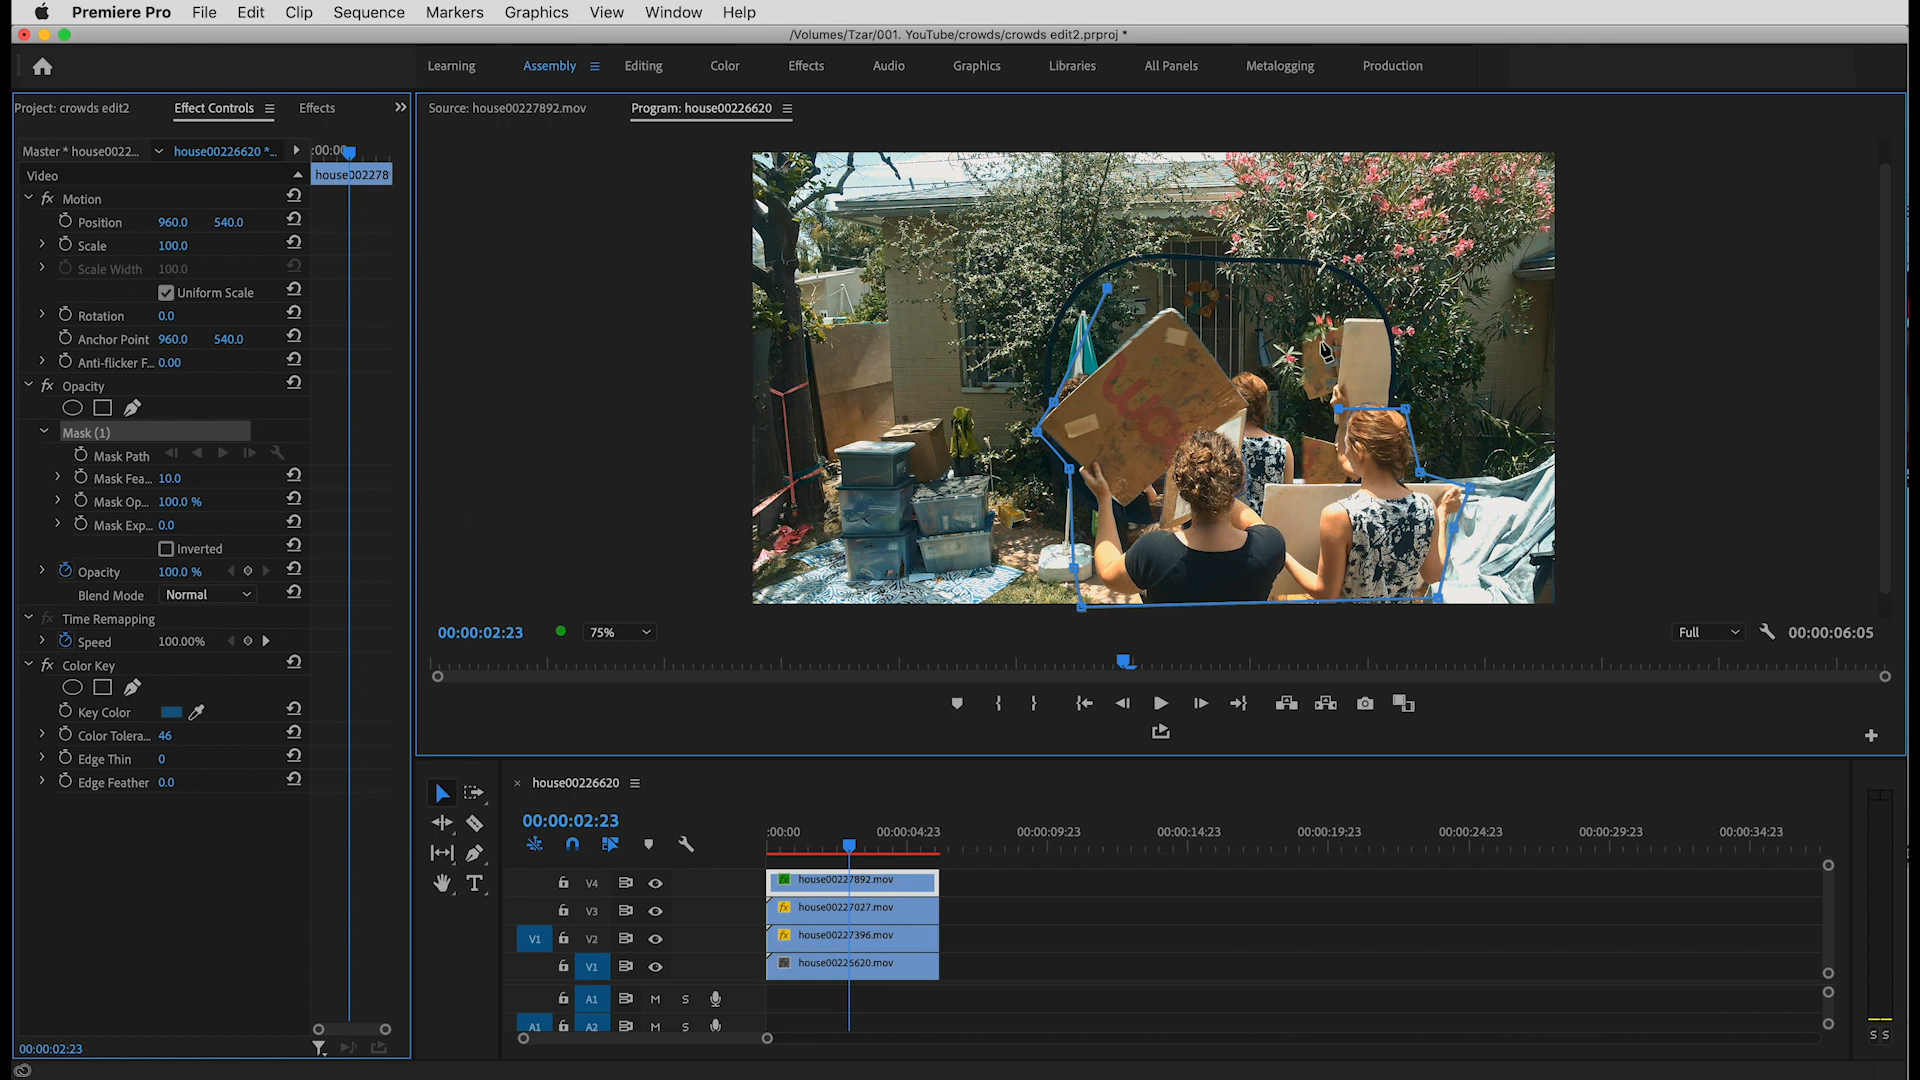 Premiere Pro File Edit Clip Sequence Markers Graphics View Window Help
/Volumes/Tzar/001. YouTube/crowds/crowds edit2.prproj *
Learning Assembly Editing Color Effects Audio Graphics Libraries All Panels Metalogging Production
Project: crowds edit2 Effect Controls Effects
Source: house00227892.mov Program: house00226620
Master * house0022... house00226620 *... :00:00
Video house002278
Motion
Position 960.0 540.0
Scale 100.0
Scale Width 100.0
Uniform Scale
Rotation 0.0
Anchor Point 960.0 540.0
Anti-flicker F... 0.00
Opacity
Mask (1)
Mask Path
Mask Fea... 10.0
Mask Op... 100.0 %
Mask Exp... 0.0
Inverted
Opacity 100.0 %
Blend Mode Normal
Time Remapping
Speed 100.00%
Color Key
Key Color
Color Tolera... 46
Edge Thin 0
Edge Feather 0.0
00:00:02:23
00:00:02:23 75% Full 00:00:06:05
house00226620
00:00:02:23
:00:00 00:00:04:23 00:00:09:23 00:00:14:23 00:00:19:23 00:00:24:23 00:00:29:23 00:00:34:23
V4 house00227892.mov
V3 house00227027.mov
V1 V2 house00227396.mov
V1 house00226620.mov
A1 M S
A1 A2 M S
S S